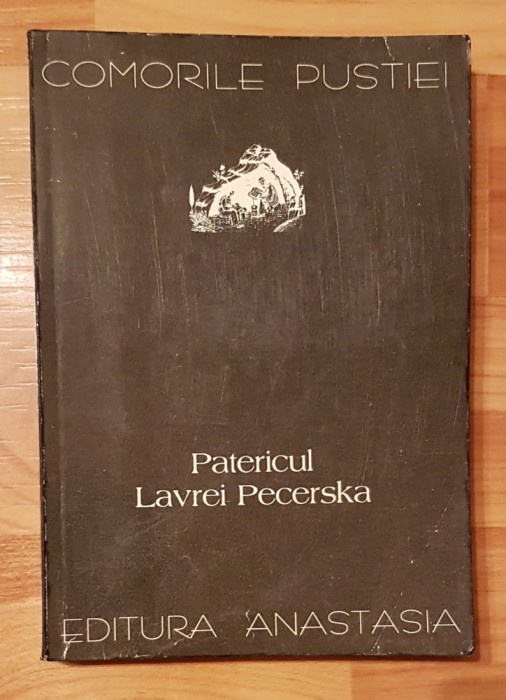 COMORILE PUSTIEI
Patericul
Lavrei Pecerska
EDITURA ANASTASIA